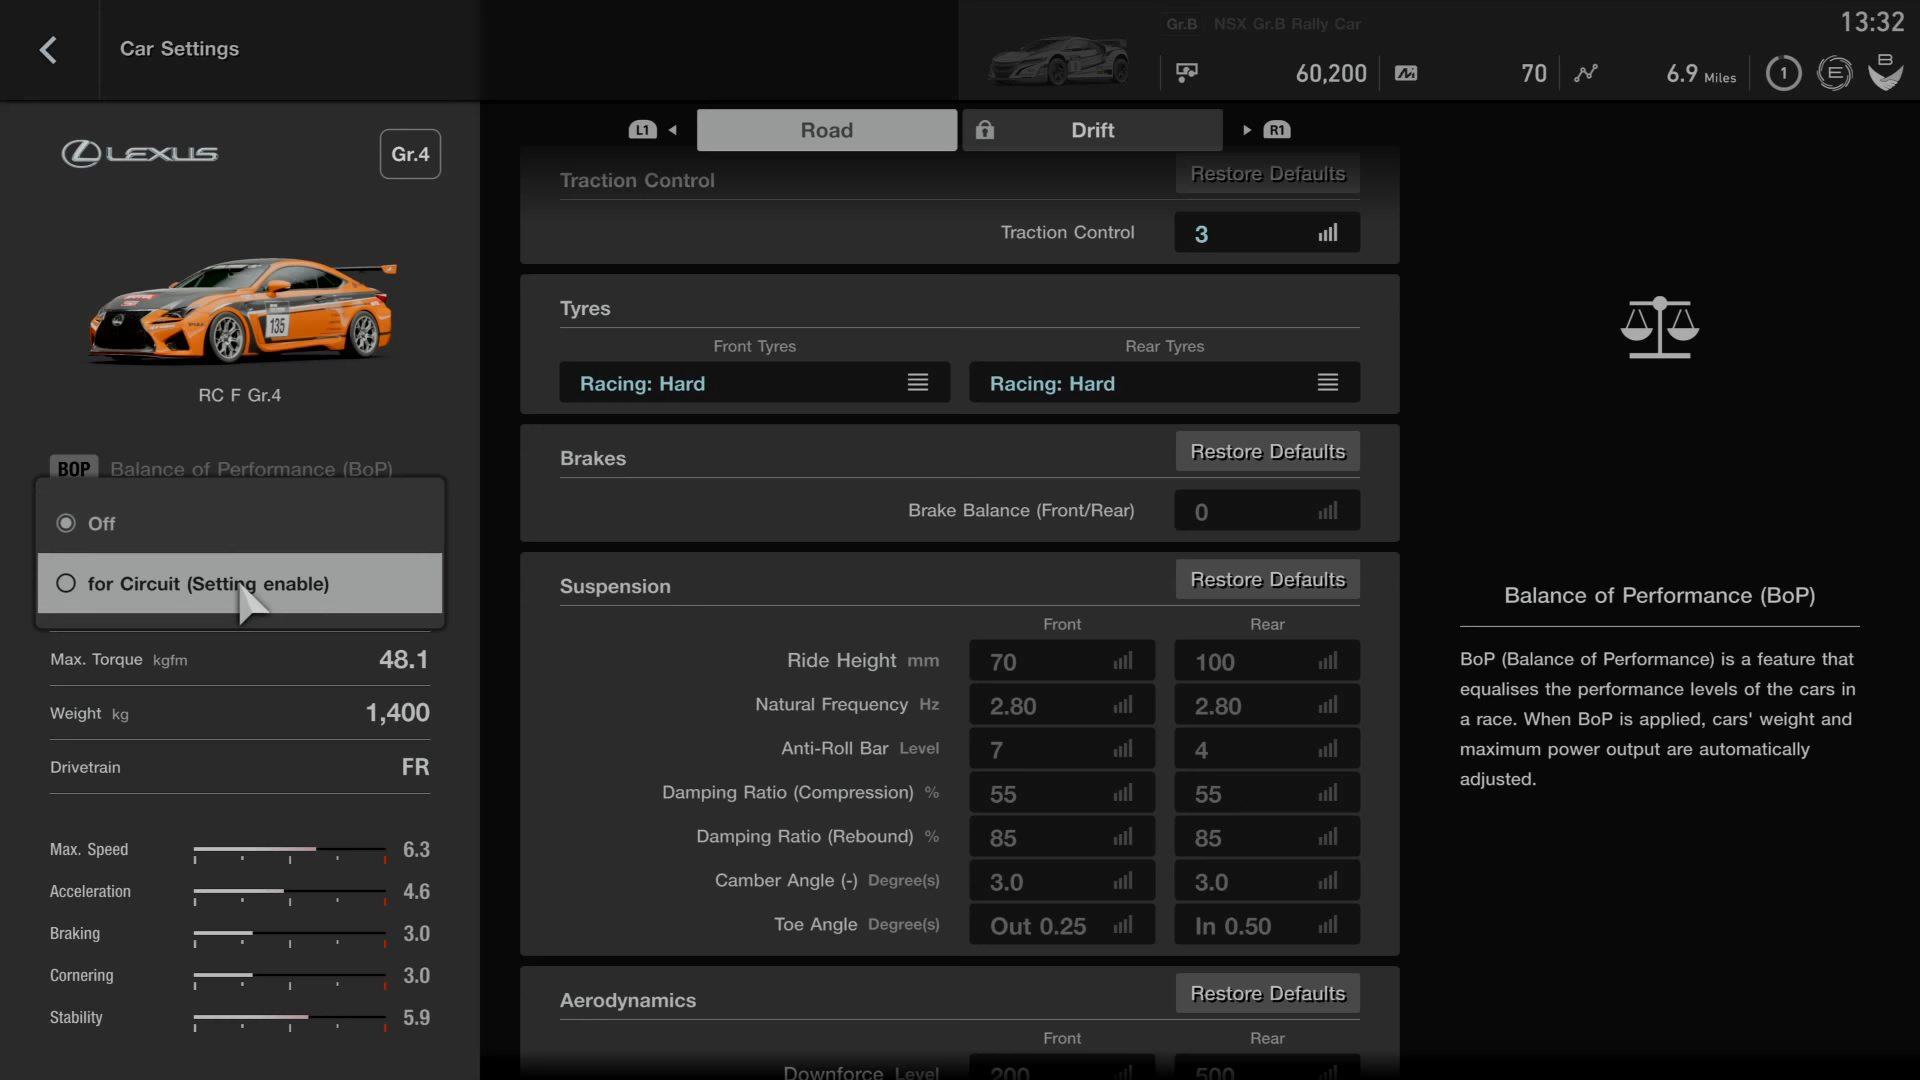 Car Settings
Gr.B NSX Gr.B Rally Car
13:32
60,200
70
6.9 Miles
1
E
B
L1
Road
Drift
R1
LEXUS
Gr.4
135
RC F Gr.4
BOP Balance of Performance (BoP)
Off
for Circuit (Setting enable)
Max. Torque kgfm 48.1
Weight kg 1,400
Drivetrain FR
Max. Speed 6.3
Acceleration 4.6
Braking 3.0
Cornering 3.0
Stability 5.9
Traction Control Restore Defaults
Traction Control 3
Tyres
Front Tyres Rear Tyres
Racing: Hard Racing: Hard
Brakes Restore Defaults
Brake Balance (Front/Rear) 0
Suspension Restore Defaults
Front Rear
Ride Height mm 70 100
Natural Frequency Hz 2.80 2.80
Anti-Roll Bar Level 7 4
Damping Ratio (Compression) % 55 55
Damping Ratio (Rebound) % 85 85
Camber Angle (-) Degree(s) 3.0 3.0
Toe Angle Degree(s) Out 0.25 In 0.50
Aerodynamics Restore Defaults
Front Rear
Downforce Level 200 500
Balance of Performance (BoP)
BoP (Balance of Performance) is a feature that
equalises the performance levels of the cars in
a race. When BoP is applied, cars' weight and
maximum power output are automatically
adjusted.